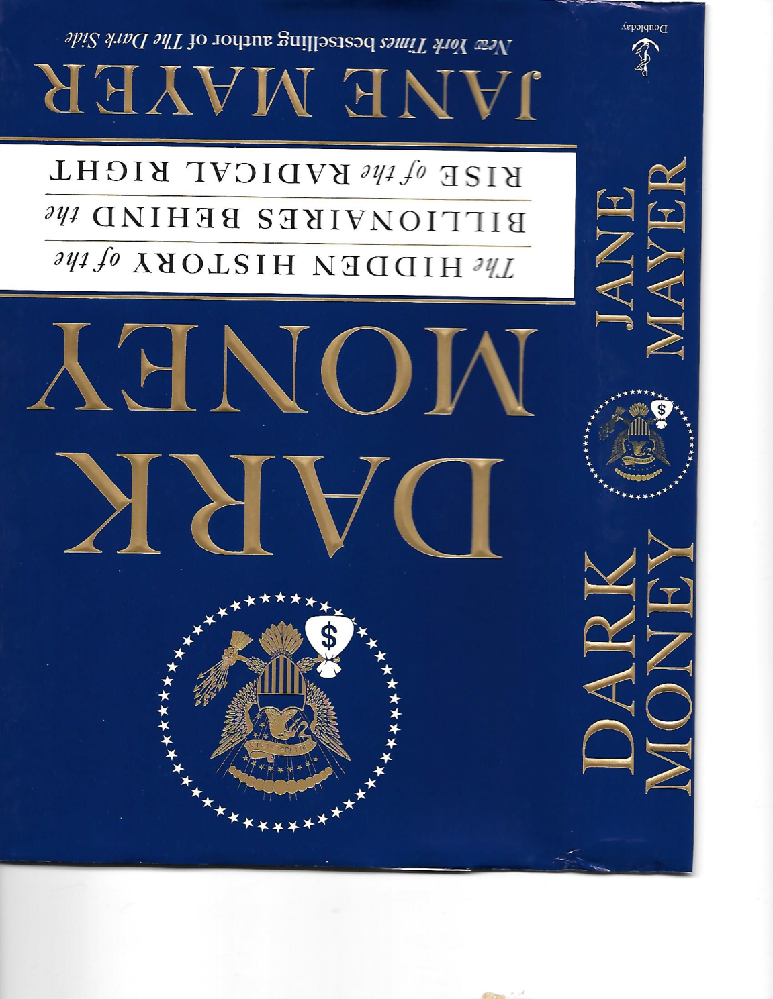 $
DARK
MONEY
The HIDDEN HISTORY of the
BILLIONAIRES BEHIND the
RISE of the RADICAL RIGHT
JANE MAYER
New York Times bestselling author of The Dark Side
DARK
MONEY
$
JANE
MAYER
D
Doubleday